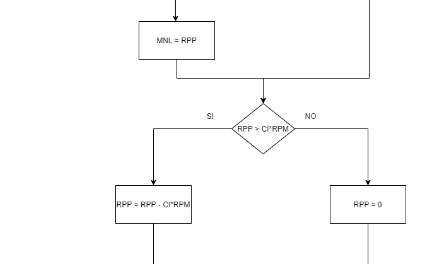 MNL = RPP
SI
NO
RPP > CI*RPM
RPP = RPP - CI*RPM
RPP = 0